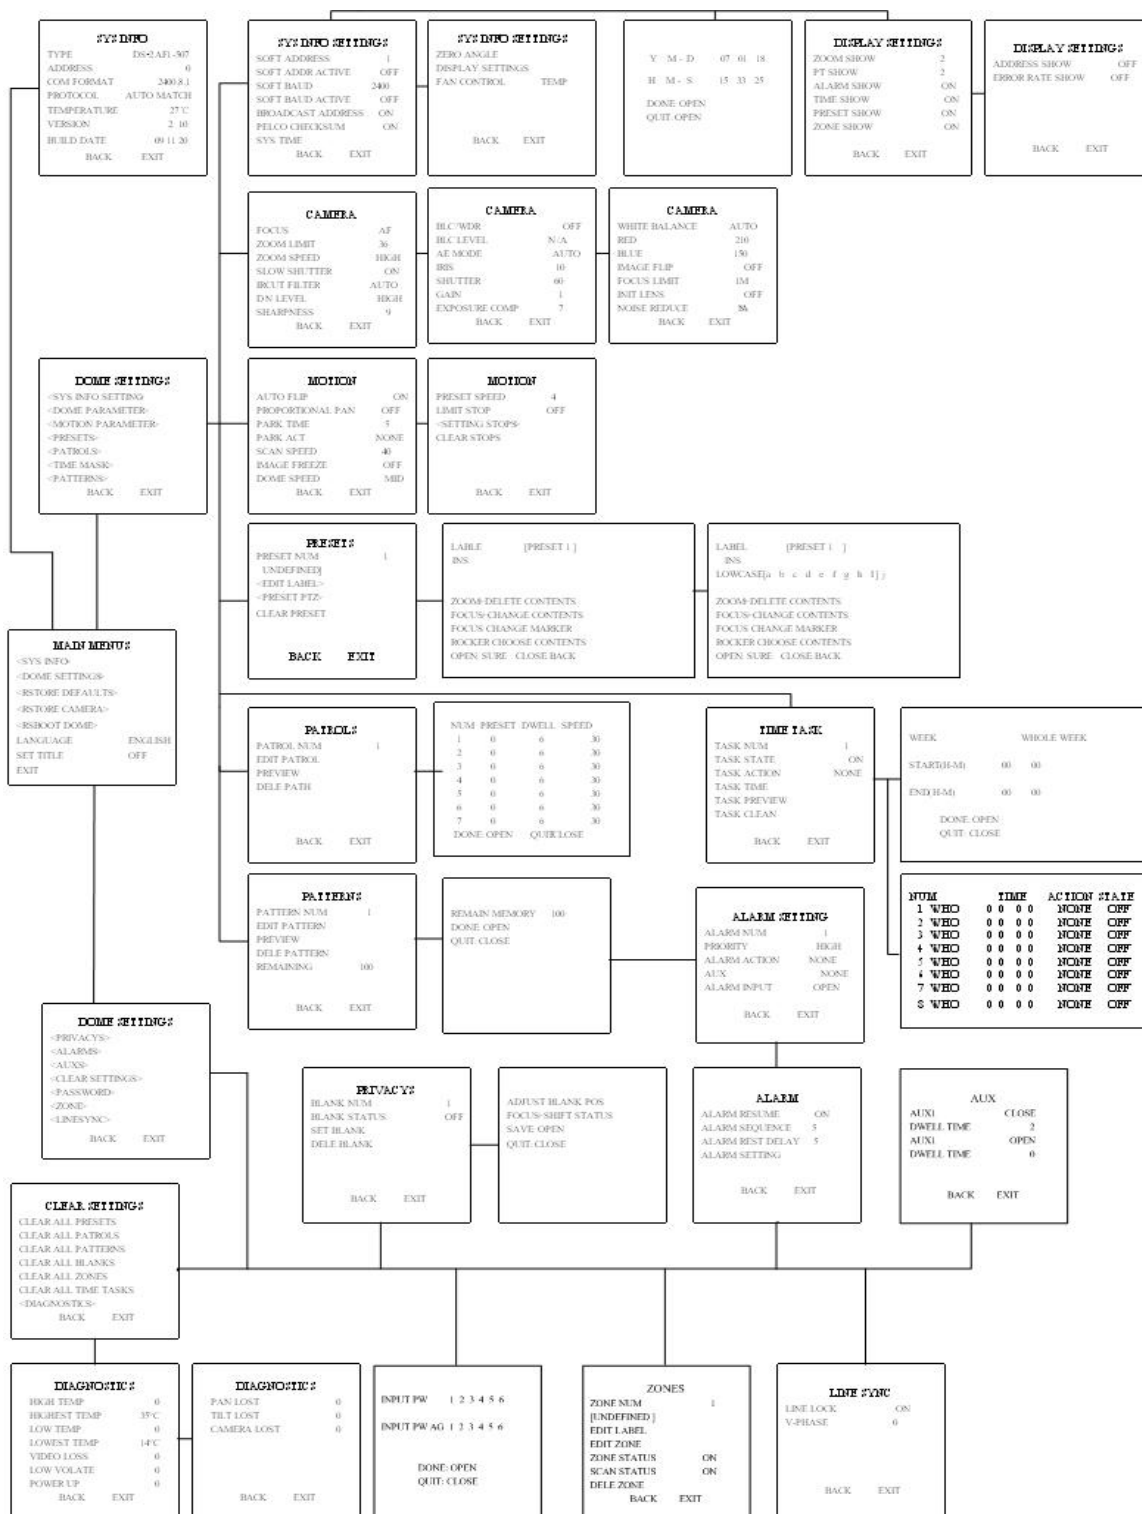 SYS INFO
TYPE DS-2AF1-507
ADDRESS 0
COM FORMAT 2400.8.1
PROTOCOL AUTO MATCH
TEMPERATURE 27°C
VERSION 2 10
BUILD DATE 09 11 20
BACK EXIT
SYS INFO SETTINGS
SOFT ADDRESS 1
SOFT ADDR ACTIVE OFF
SOFT BAUD 2400
SOFT BAUD ACTIVE OFF
BROADCAST ADDRESS ON
PELCO CHECKSUM ON
SYS TIME
BACK EXIT
SYS INFO SETTINGS
ZERO ANGLE
DISPLAY SETTINGS
FAN CONTROL TEMP
Y M - D 07 01 18
H M - S 15 33 25
DONE: OPEN
QUIT: OPEN
DISPLAY SETTINGS
ZOOM SHOW 2
PT SHOW 2
ALARM SHOW ON
TIME SHOW ON
PRESET SHOW ON
ZONE SHOW ON
BACK EXIT
DISPLAY SETTINGS
ADDRESS SHOW OFF
ERROR RATE SHOW OFF
CAMERA
FOCUS AF
ZOOM LIMIT 36
ZOOM SPEED HIGH
SLOW SHUTTER ON
IRCUT FILTER AUTO
D/N LEVEL HIGH
SHARPNESS 9
BACK EXIT
CAMERA
BLC/WDR OFF
BLC LEVEL N/A
AE MODE AUTO
IRIS 10
SHUTTER 60
GAIN 1
EXPOSURE COMP 7
BACK EXIT
CAMERA
WHITE BALANCE AUTO
RED 210
BLUE 150
IMAGE FLIP OFF
FOCUS LIMIT 1M
INIT LENS OFF
NOISE REDUCE
BACK EXIT
DOME SETTINGS
<SYS INFO SETTING
<DOME PARAMETER>
<MOTION PARAMETER>
<PRESETS>
<PATROLS>
<TIME MASK>
<PATTERNS>
BACK EXIT
MOTION
AUTO FLIP ON
PROPORTIONAL PAN OFF
PARK TIME 5
PARK ACT NONE
SCAN SPEED 40
IMAGE FREEZE OFF
DOME SPEED MID
BACK EXIT
MOTION
PRESET SPEED 4
LIMIT STOP OFF
<SETTING STOPS>
CLEAR STOPS
BACK EXIT
PRESETS
PRESET NUM 1
UNDEFINED]
<EDIT LABEL>
<PRESET PTZ>
CLEAR PRESET
BACK EXIT
LABLE [PRESET 1 ]
INS
ZOOM-DELETE CONTENTS
FOCUS+CHANGE CONTENTS
FOCUS CHANGE MARKER
ROCKER CHOOSE CONTENTS
OPEN: SURE CLOSE BACK
LABEL [PRESET 1 ]
INS
LOWCASE[a b c d e f g h I] j
ZOOM-DELETE CONTENTS
FOCUS+CHANGE CONTENTS
FOCUS CHANGE MARKER
ROCKER CHOOSE CONTENTS
OPEN: SURE CLOSE BACK
MAIN MENUS
<SYS INFO>
<DOME SETTINGS>
<RSTORE DEFAULTS>
<RSTORE CAMERA>
<RSBOOT DOME>
LANGUAGE ENGLISH
SET TITLE OFF
EXIT
PATROLS
PATROL NUM 1
EDIT PATROL
PREVIEW
DELE PATH
BACK EXIT
NUM PRESET DWELL SPEED
1 0 6 30
2 0 6 30
3 0 6 30
4 0 6 30
5 0 6 30
6 0 6 30
7 0 6 30
DONE: OPEN QUIT:CLOSE
TIME TASK
TASK NUM 1
TASK STATE ON
TASK ACTION NONE
TASK TIME
TASK PREVIEW
TASK CLEAN
BACK EXIT
WEEK WHOLE WEEK
START(H-M) 00 00
END(H-M) 00 00
DONE: OPEN
QUIT: CLOSE
PATTERNS
PATTERN NUM 1
EDIT PATTERN
PREVIEW
DELE PATTERN
REMAINING 100
BACK EXIT
REMAIN MEMORY 100
DONE: OPEN
QUIT CLOSE
ALARM SETTING
ALARM NUM 1
PRIORITY HIGH
ALARM ACTION NONE
AUX NONE
ALARM INPUT OPEN
BACK EXIT
NUM TIME ACTION STATE
1 WHO 0 0 0 0 NONE OFF
2 WHO 0 0 0 0 NONE OFF
3 WHO 0 0 0 0 NONE OFF
4 WHO 0 0 0 0 NONE OFF
5 WHO 0 0 0 0 NONE OFF
6 WHO 0 0 0 0 NONE OFF
7 WHO 0 0 0 0 NONE OFF
8 WHO 0 0 0 0 NONE OFF
DOME SETTINGS
<PRIVACYS>
<ALARMS>
<AUXS>
<CLEAR SETTINGS>
<PASSWORD>
<ZONE>
<LINESYNC>
BACK EXIT
PRIVACYS
BLANK NUM 1
BLANK STATUS OFF
SET BLANK
DELE BLANK
BACK EXIT
ADJUST BLANK POS
FOCUS+SHIFT STATUS
SAVE: OPEN
QUIT: CLOSE
ALARM
ALARM RESUME ON
ALARM SEQUENCE 5
ALARM REST DELAY 5
ALARM SETTING
BACK EXIT
AUX
AUX1 CLOSE
DWELL TIME 2
AUX1 OPEN
DWELL TIME 0
BACK EXIT
CLEAR SETTINGS
CLEAR ALL PRESETS
CLEAR ALL PATROLS
CLEAR ALL PATTERNS
CLEAR ALL BLANKS
CLEAR ALL ZONES
CLEAR ALL TIME TASKS
<DIAGNOSTICS>
BACK EXIT
DIAGNOSTICS
HIGH TEMP 0
HIGHEST TEMP 35°C
LOW TEMP 0
LOWEST TEMP 14°C
VIDEO LOSS 0
LOW VOLATE 0
POWER UP 0
BACK EXIT
DIAGNOSTICS
PAN LOST 0
TILT LOST 0
CAMERA LOST 0
BACK EXIT
INPUT PW 1 2 3 4 5 6
INPUT PW AG 1 2 3 4 5 6
DONE: OPEN
QUIT: CLOSE
ZONES
ZONE NUM 1
[UNDEFINED ]
EDIT LABEL
EDIT ZONE
ZONE STATUS ON
SCAN STATUS ON
DELE ZONE
BACK EXIT
LINE SYNC
LINE LOCK ON
V-PHASE 0
BACK EXIT